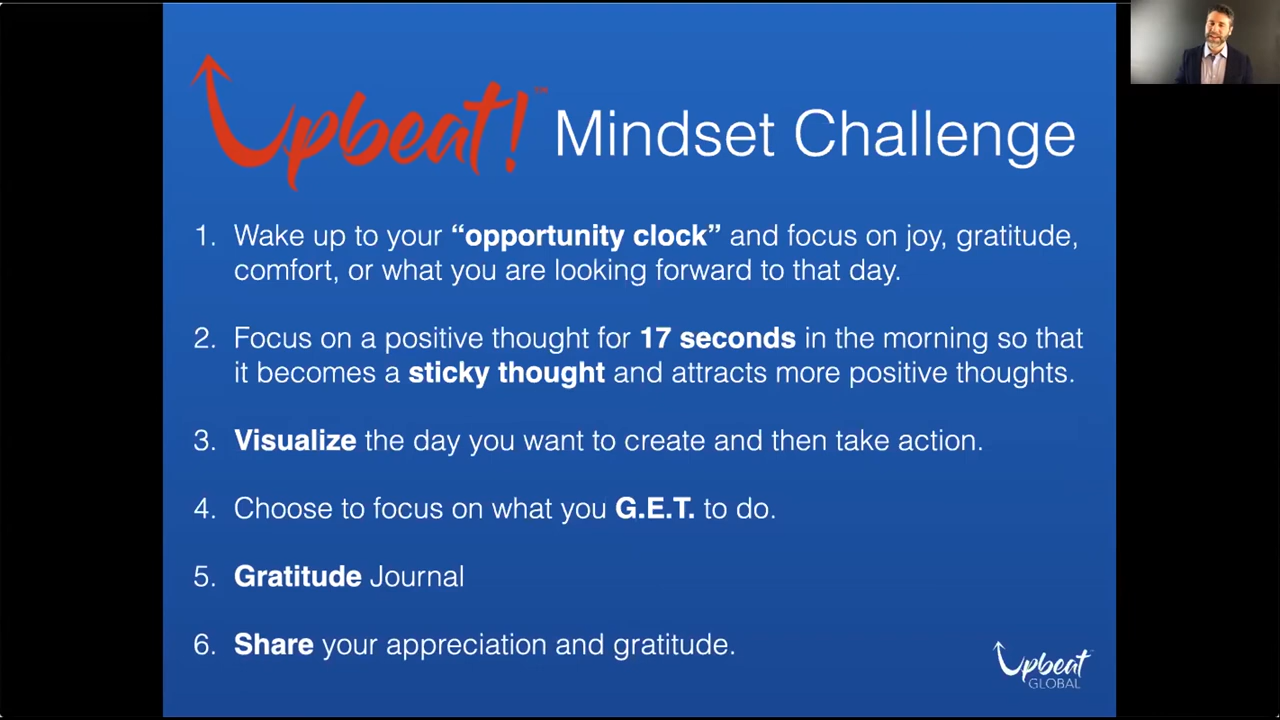 Upbeat!™ Mindset Challenge
1. Wake up to your “opportunity clock” and focus on joy, gratitude,
comfort, or what you are looking forward to that day.
2. Focus on a positive thought for 17 seconds in the morning so that
it becomes a sticky thought and attracts more positive thoughts.
3. Visualize the day you want to create and then take action.
4. Choose to focus on what you G.E.T. to do.
5. Gratitude Journal
6. Share your appreciation and gratitude.
Upbeat
GLOBAL